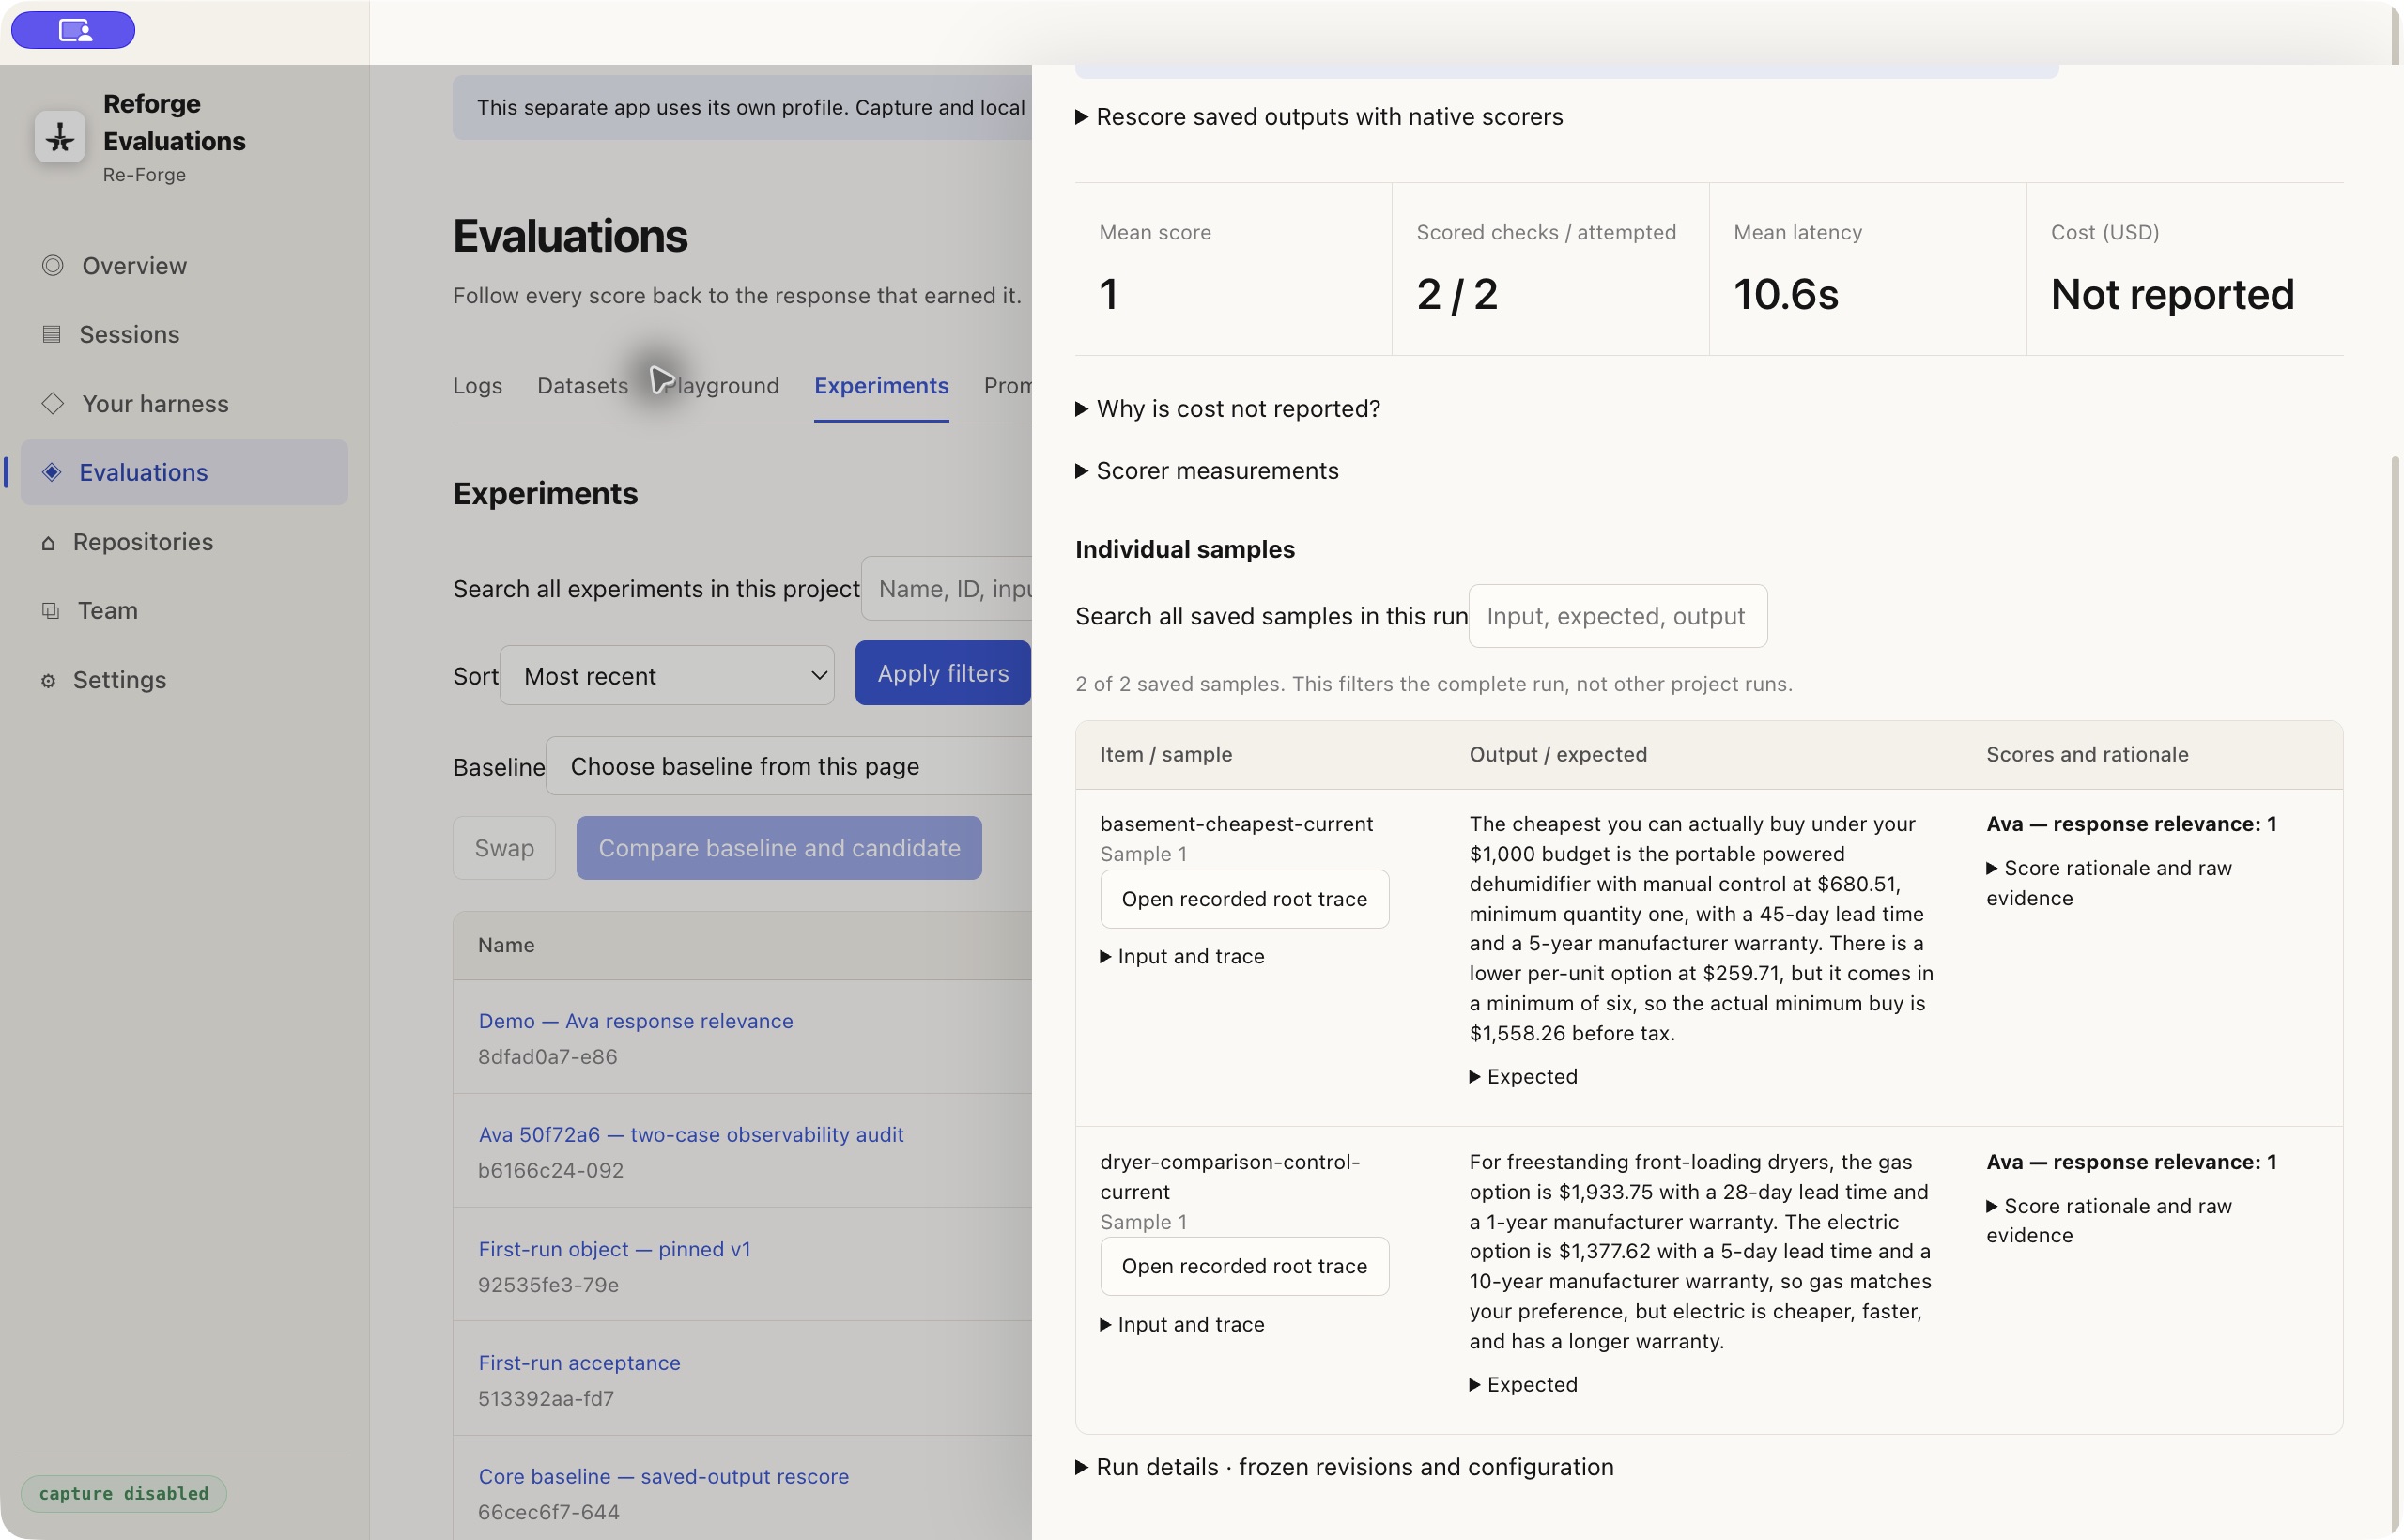 Reforge
Evaluations
Re-Forge
Overview
Sessions
Your harness
Evaluations
Repositories
Team
Settings
capture disabled
This separate app uses its own profile. Capture and local
Evaluations
Follow every score back to the response that earned it.
Logs Datasets Playground Experiments Prom
Experiments
Search all experiments in this project Name, ID, inpu
Sort Most recent Apply filters
Baseline Choose baseline from this page
Swap Compare baseline and candidate
Name
Demo — Ava response relevance
8dfad0a7-e86
Ava 50f72a6 — two-case observability audit
b6166c24-092
First-run object — pinned v1
92535fe3-79e
First-run acceptance
513392aa-fd7
Core baseline — saved-output rescore
66cec6f7-644
Rescore saved outputs with native scorers
Mean score
1
Scored checks / attempted
2 / 2
Mean latency
10.6s
Cost (USD)
Not reported
Why is cost not reported?
Scorer measurements
Individual samples
Search all saved samples in this run Input, expected, output
2 of 2 saved samples. This filters the complete run, not other project runs.
Item / sample Output / expected Scores and rationale
basement-cheapest-current
Sample 1
Open recorded root trace
Input and trace
The cheapest you can actually buy under your
$1,000 budget is the portable powered
dehumidifier with manual control at $680.51,
minimum quantity one, with a 45-day lead time
and a 5-year manufacturer warranty. There is a
lower per-unit option at $259.71, but it comes in
a minimum of six, so the actual minimum buy is
$1,558.26 before tax.
Expected
Ava — response relevance: 1
Score rationale and raw
evidence
dryer-comparison-control-
current
Sample 1
Open recorded root trace
Input and trace
For freestanding front-loading dryers, the gas
option is $1,933.75 with a 28-day lead time and
a 1-year manufacturer warranty. The electric
option is $1,377.62 with a 5-day lead time and a
10-year manufacturer warranty, so gas matches
your preference, but electric is cheaper, faster,
and has a longer warranty.
Expected
Ava — response relevance: 1
Score rationale and raw
evidence
Run details · frozen revisions and configuration